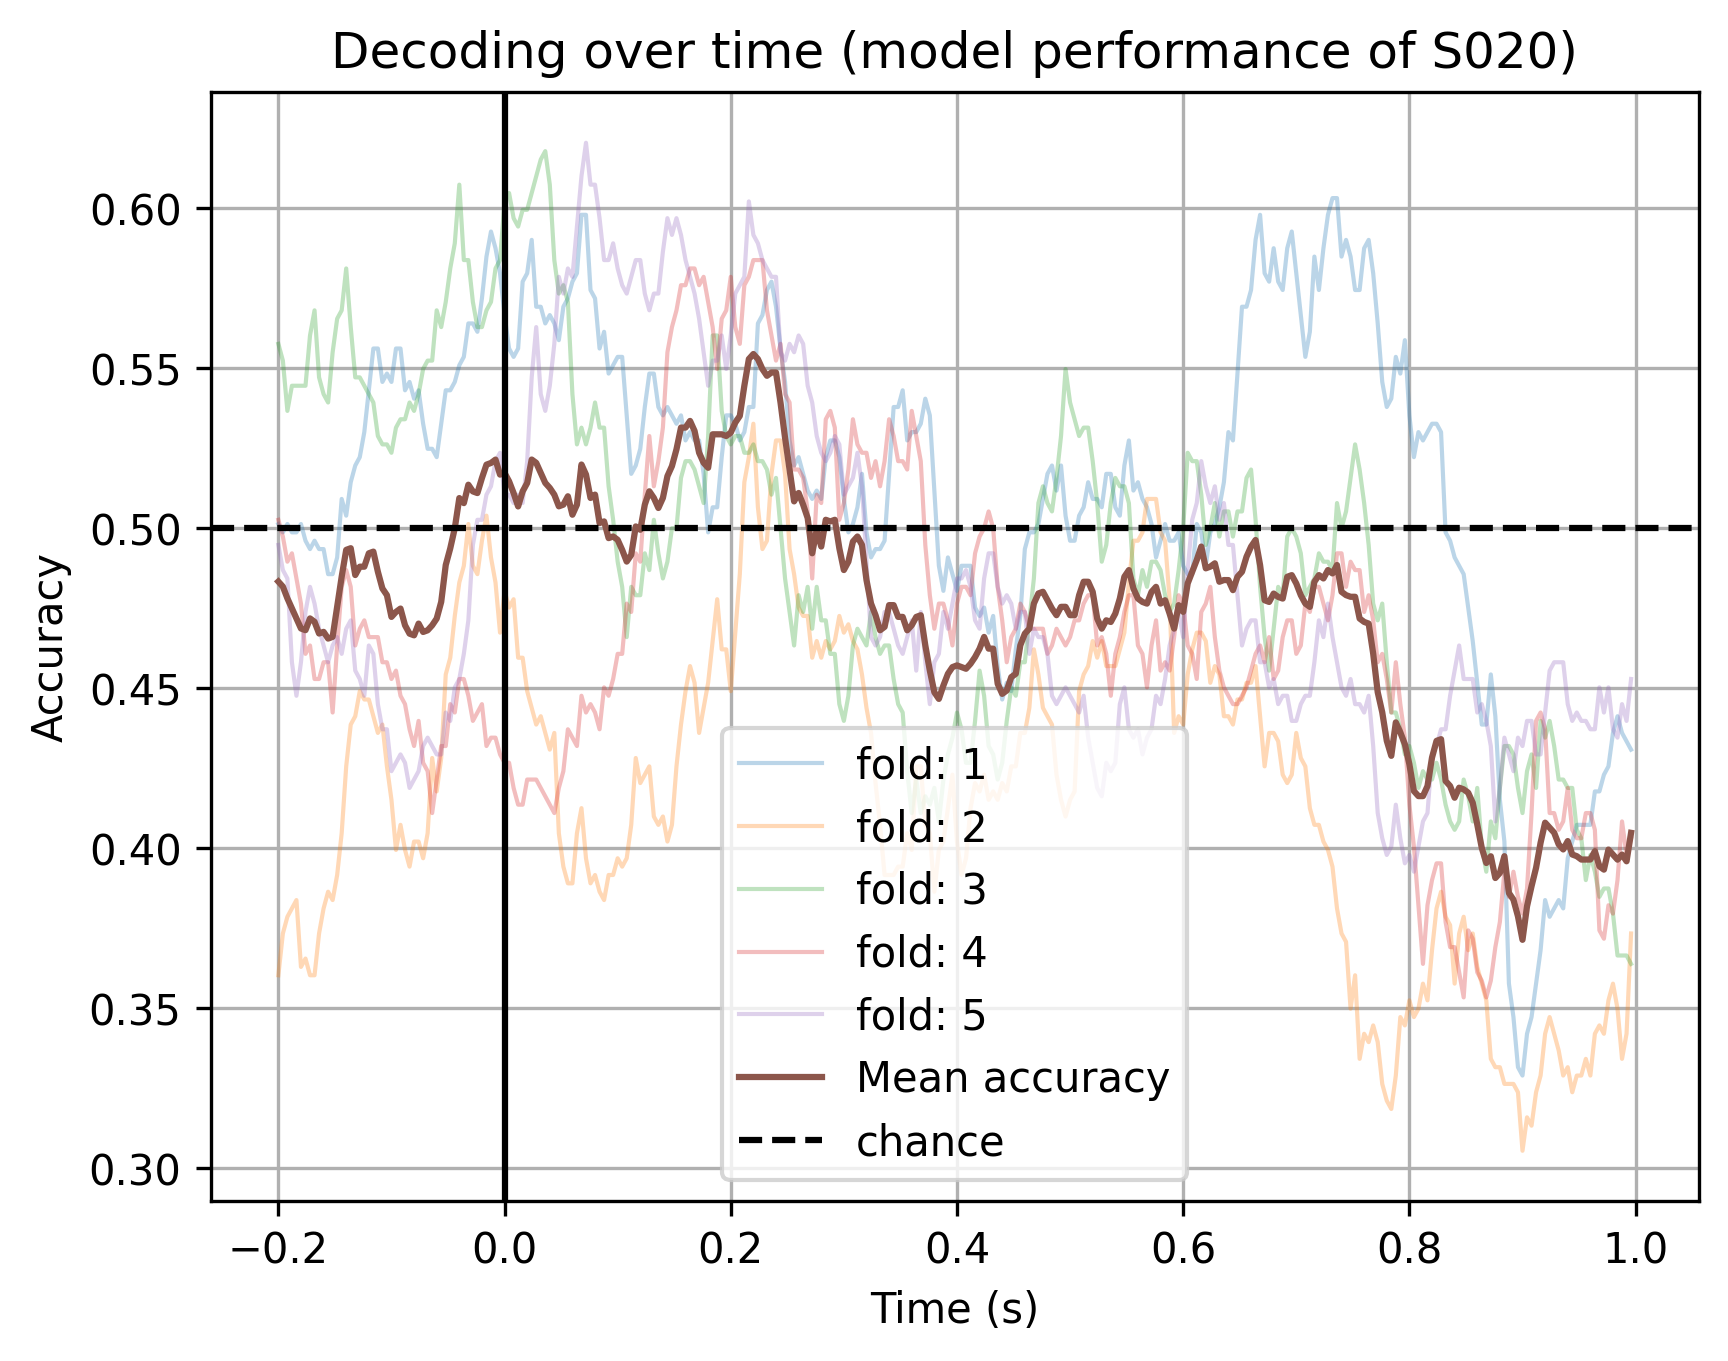 Decoding over time (model performance of S020)
Accuracy
0.60
0.55
0.50
0.45
0.40
0.35
0.30
fold: 1
fold: 2
fold: 3
fold: 4
fold: 5
Mean accuracy
chance
−0.2 0.0 0.2 0.4 0.6 0.8 1.0
Time (s)